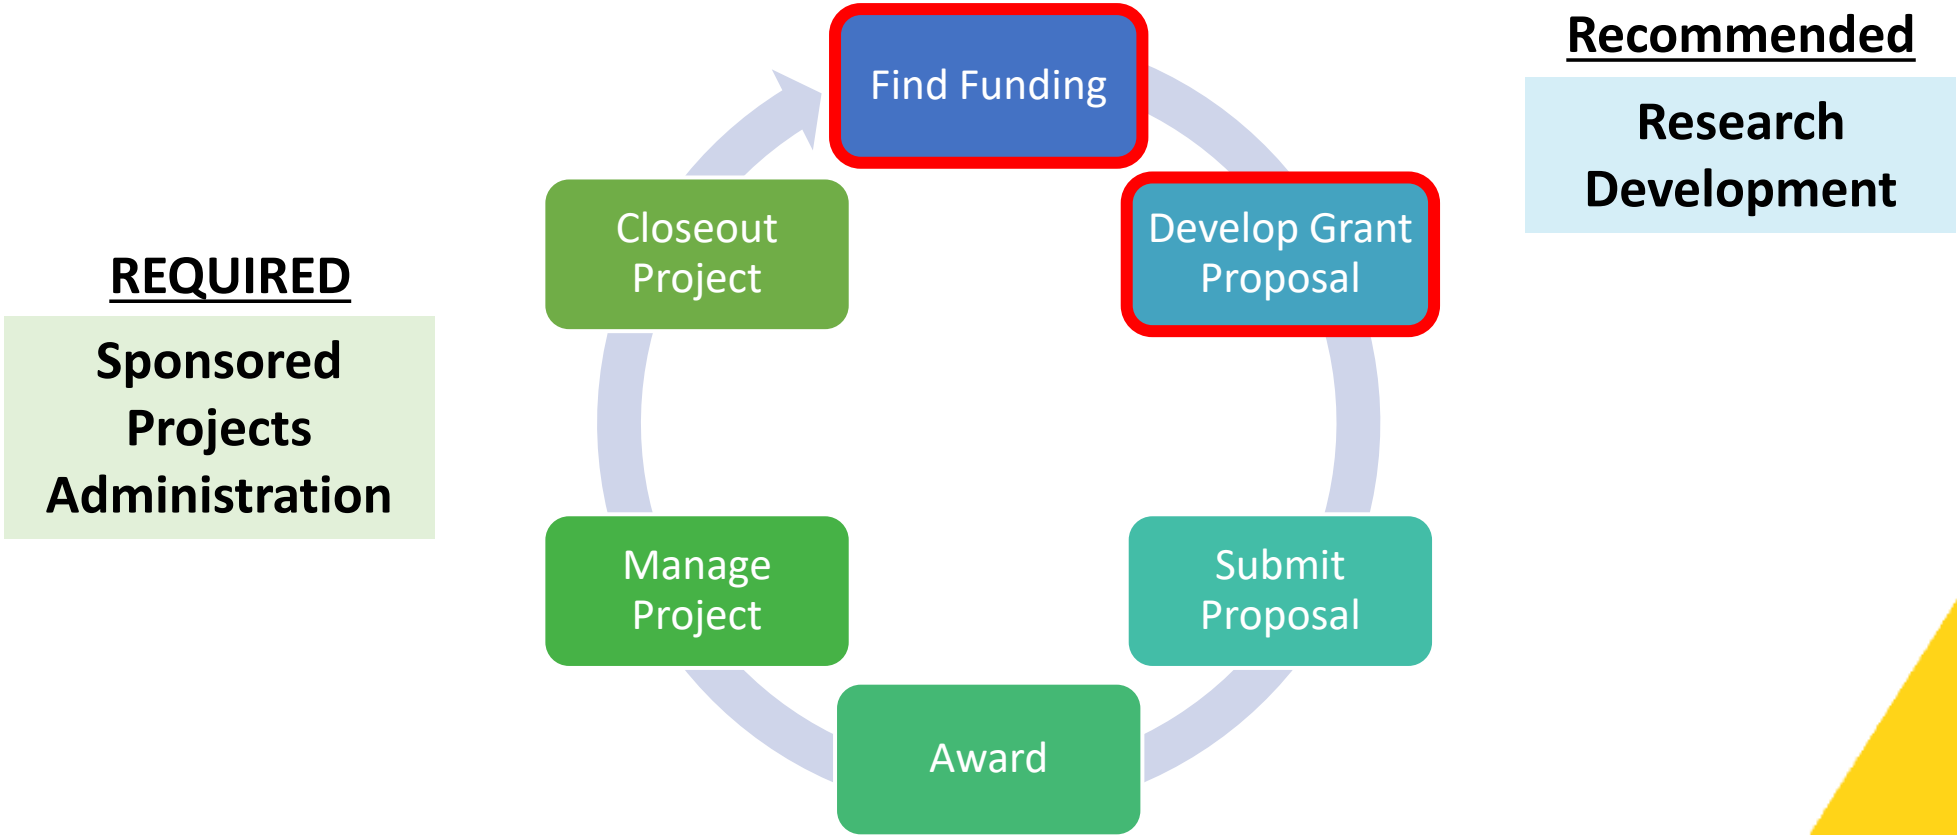 Find Funding
Recommended
Research
Development
Develop Grant
Proposal
Submit
Proposal
Award
Manage
Project
Closeout
Project
REQUIRED
Sponsored
Projects
Administration